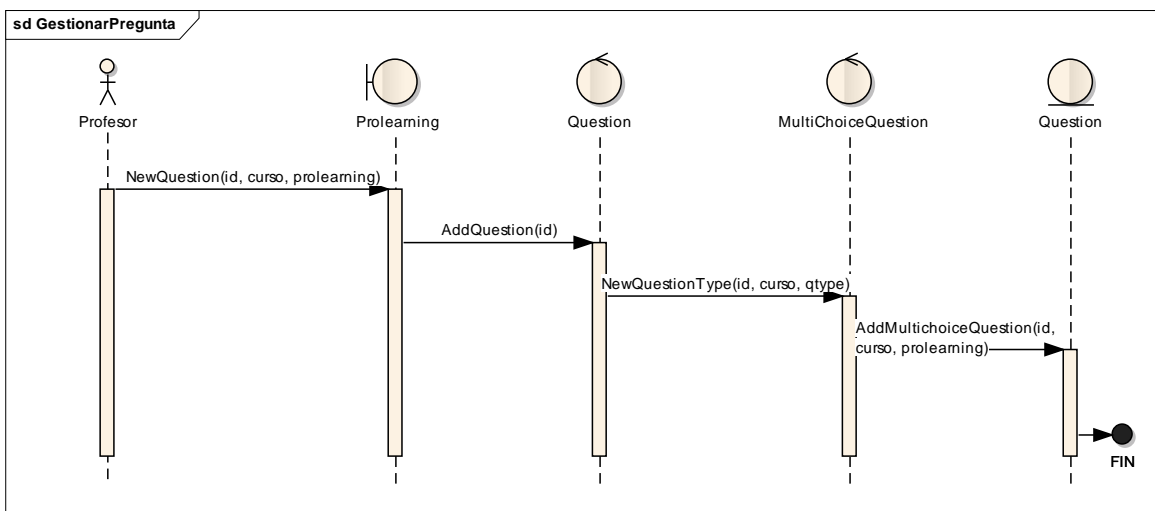 sd GestionarPregunta
Profesor
Prolearning
Question
MultiChoiceQuestion
Question
NewQuestion(id, curso, prolearning)
AddQuestion(id)
NewQuestionType(id, curso, qtype)
AddMultichoiceQuestion(id,
curso, prolearning)
FIN